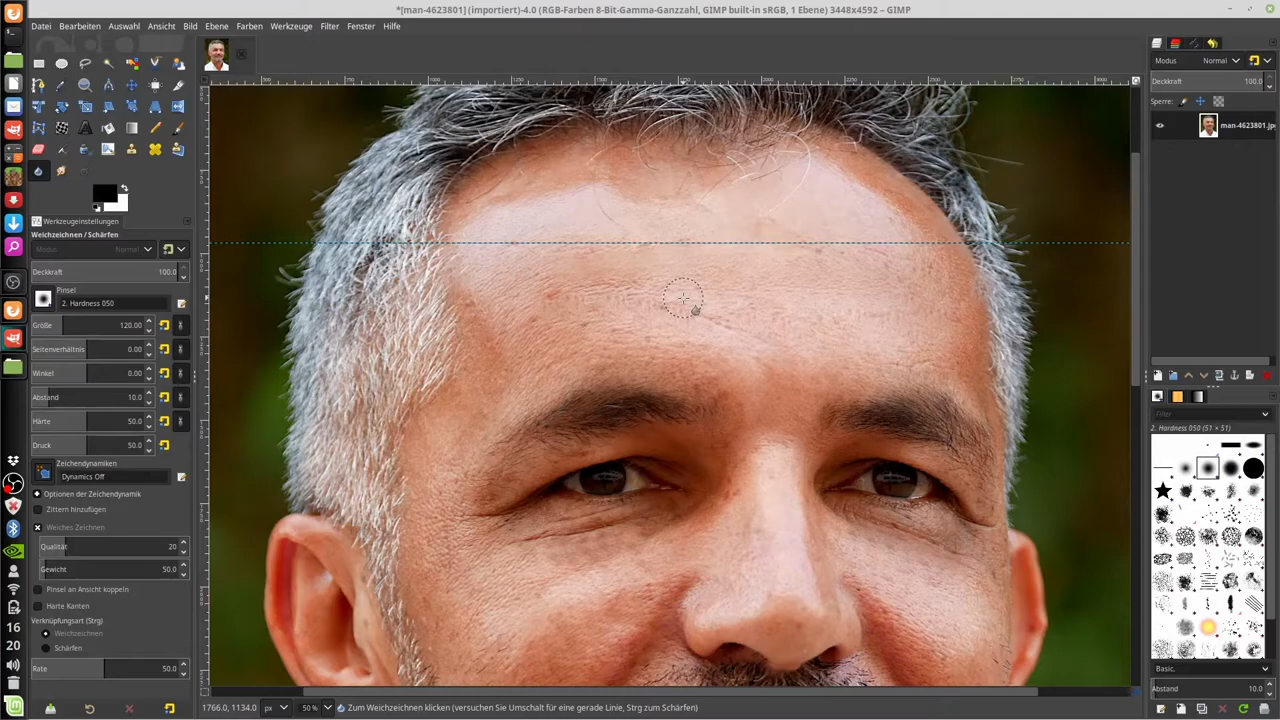 *[man-4623801] (importiert)-4.0 (RGB-Farben 8-Bit-Gamma-Ganzzahl, GIMP built-in sRGB, 1 Ebene) 3448x4592 – GIMP
Datei Bearbeiten Auswahl Ansicht Bild Ebene Farben Werkzeuge Filter Fenster Hilfe
Modus Normal
Deckkraft 100.0
Sperre:
man-4623801.jp
Werkzeugeinstellungen
Weichzeichnen / Schärfen
Modus Normal
Deckkraft 100.0
Pinsel
2. Hardness 050
Größe 120.00
Seitenverhältnis 0.00
Winkel 0.00
Abstand 10.0
Härte 50.0
Druck 50.0
Zeichendynamiken
Dynamics Off
Optionen der Zeichendynamik
Zittern hinzufügen
Weiches Zeichnen
Qualität 20
Gewicht 50.0
Pinsel an Ansicht koppeln
Harte Kanten
Verknüpfungsart (Strg)
Weichzeichnen
Schärfen
Rate 50.0
16
20
Filter
2. Hardness 050 (51 × 51)
Basic,
Abstand 10.0
1766.0, 1134.0 px 50 % Zum Weichzeichnen klicken (versuchen Sie Umschalt für eine gerade Linie, Strg zum Schärfen)